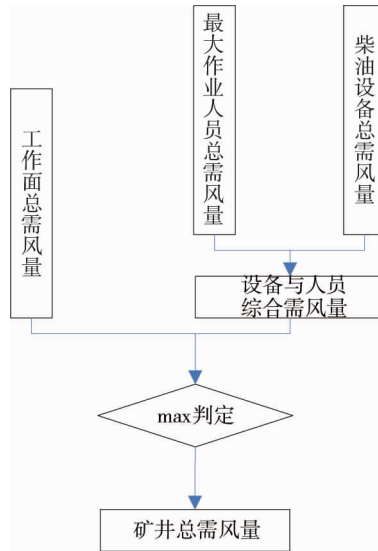 工作面总需风量
最大作业人员总需风量
柴油设备总需风量
设备与人员
综合需风量
max判定
矿井总需风量